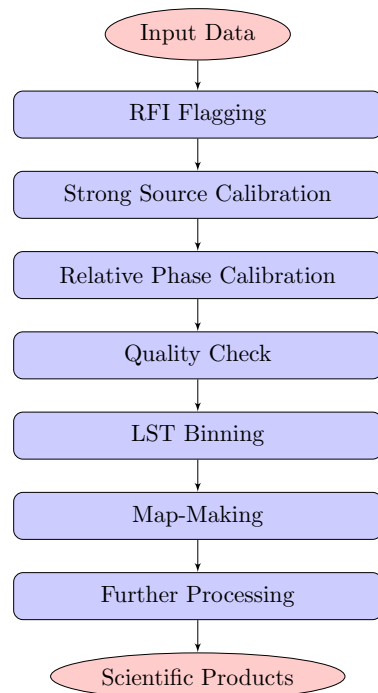 Input Data
RFI Flagging
Strong Source Calibration
Relative Phase Calibration
Quality Check
LST Binning
Map-Making
Further Processing
Scientific Products